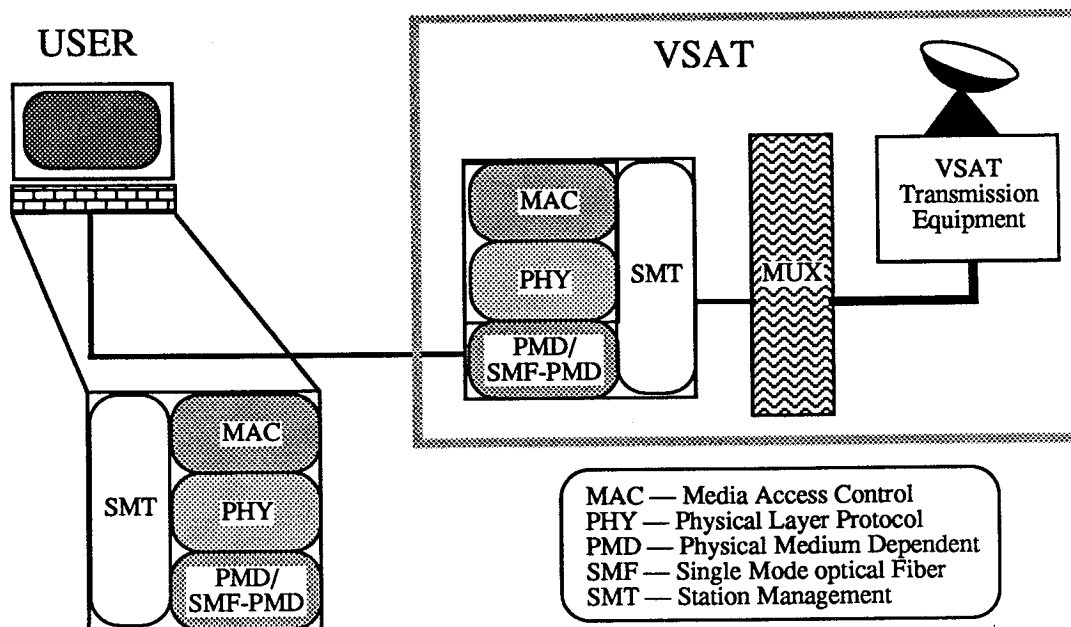 USER
VSAT
VSAT
Transmission
Equipment
MAC
PHY
PMD/
SMF-PMD
SMT
MUX
SMT
MAC
PHY
PMD/
SMF-PMD
MAC — Media Access Control
PHY — Physical Layer Protocol
PMD — Physical Medium Dependent
SMF — Single Mode optical Fiber
SMT — Station Management